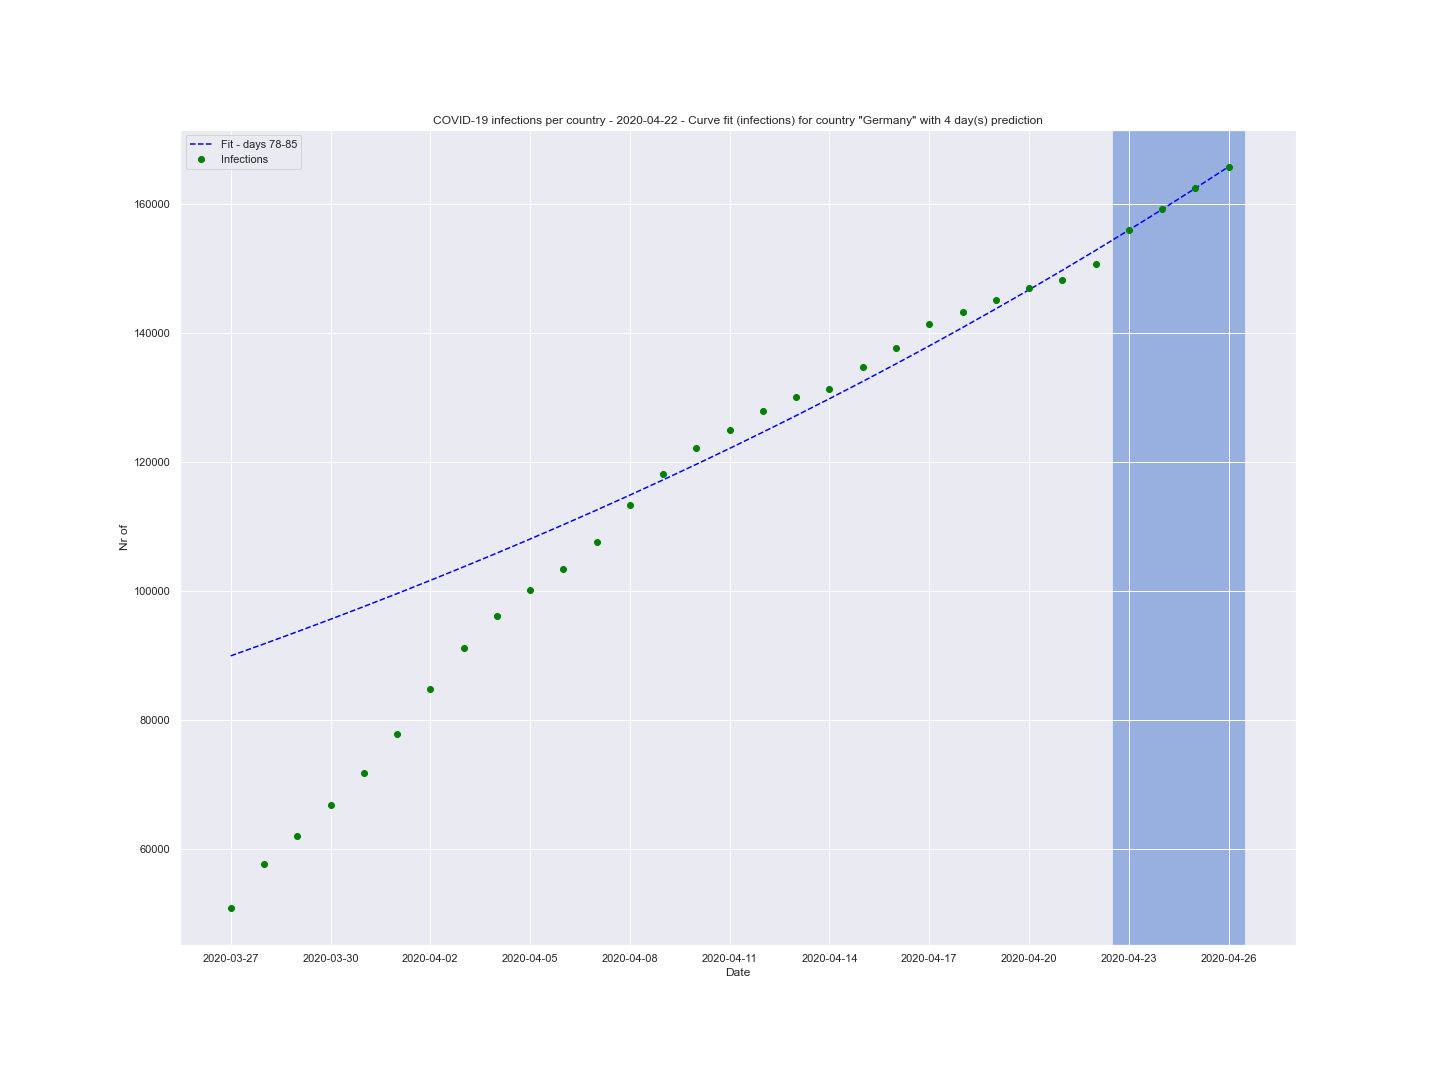 COVID-19 infections per country - 2020-04-22 - Curve fit (infections) for country "Germany" with 4 day(s) prediction
Fit - days 78-85
Infections
160000
140000
120000
100000
80000
60000
Nr of
2020-03-27 2020-03-30 2020-04-02 2020-04-05 2020-04-08 2020-04-11 2020-04-14 2020-04-17 2020-04-20 2020-04-23 2020-04-26
Date